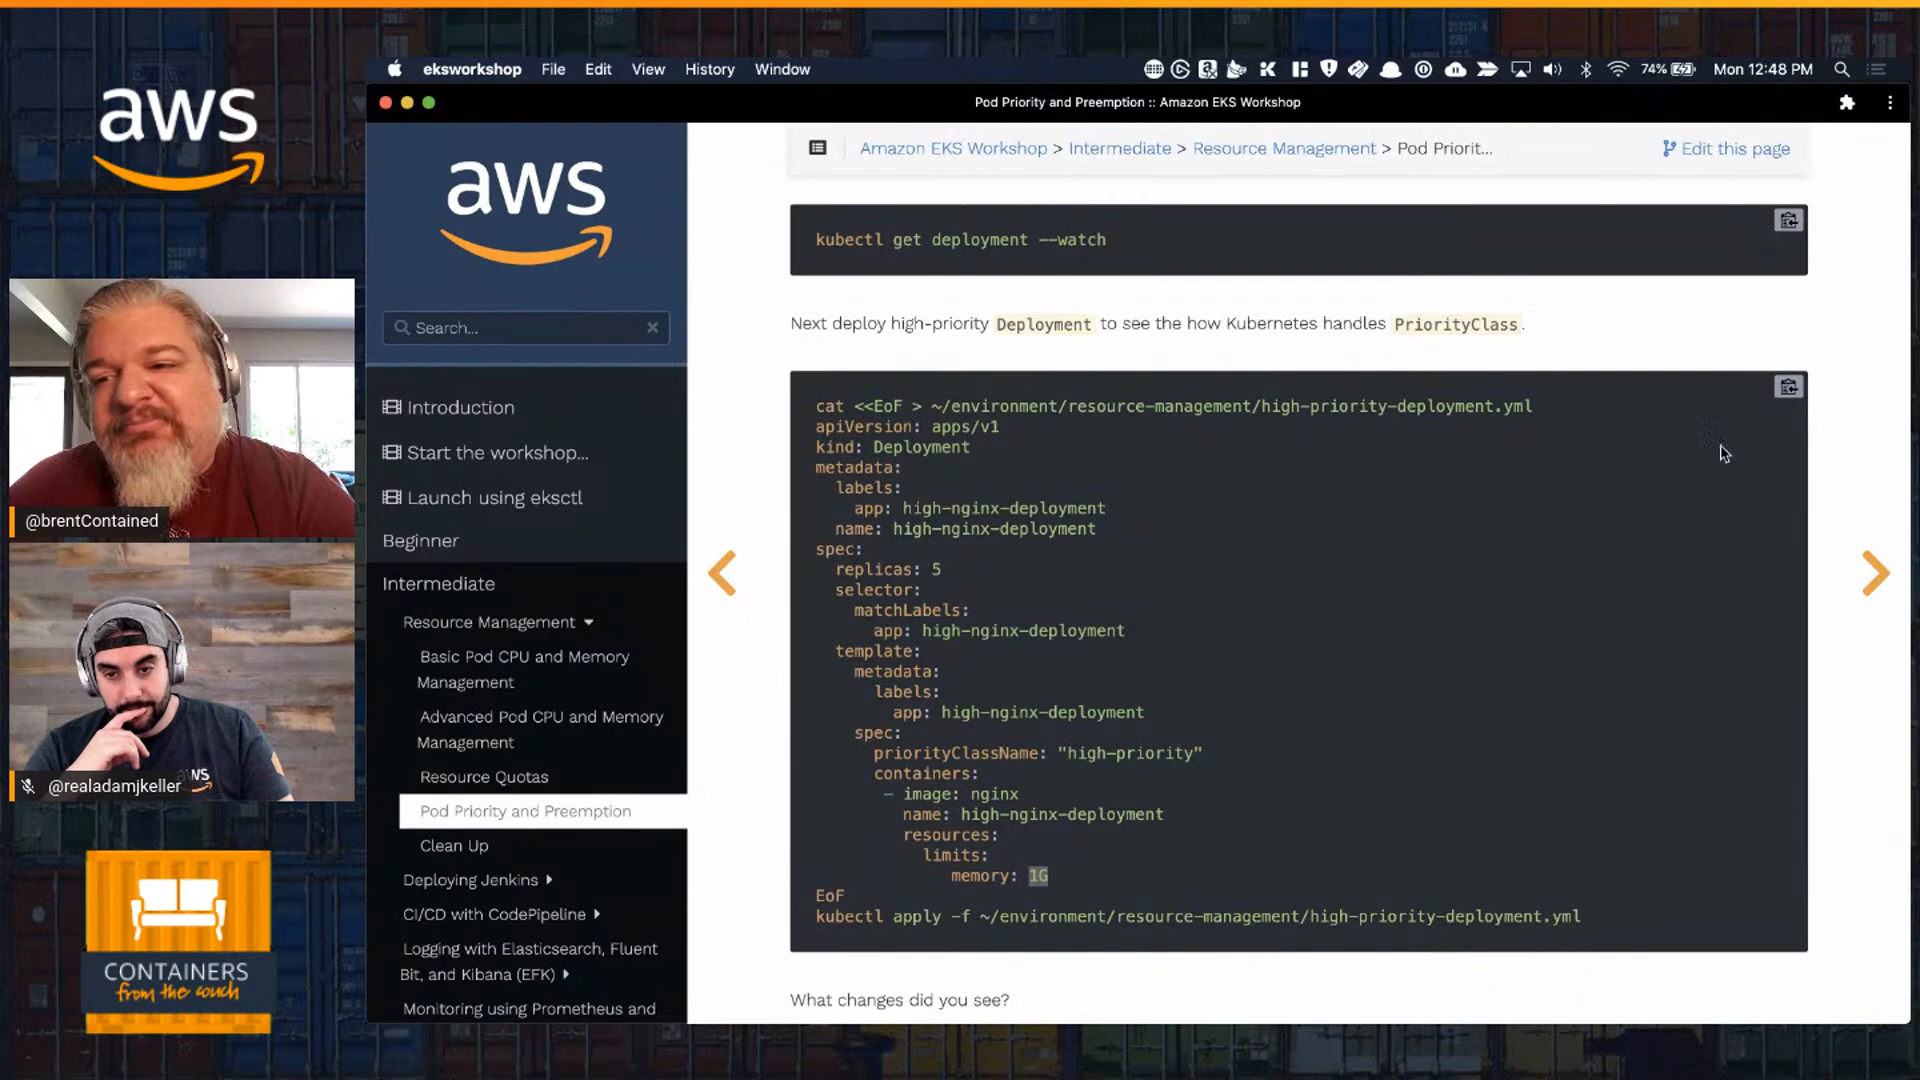 aws
eksworkshop File Edit View History Window
74% Mon 12:48 PM
Pod Priority and Preemption :: Amazon EKS Workshop
aws
Search...
Introduction
Start the workshop...
Launch using eksctl
Beginner
Intermediate
Resource Management
Basic Pod CPU and Memory
Management
Advanced Pod CPU and Memory
Management
Resource Quotas
Pod Priority and Preemption
Clean Up
Deploying Jenkins
CI/CD with CodePipeline
Logging with Elasticsearch, Fluent
Bit, and Kibana (EFK)
Monitoring using Prometheus and
Amazon EKS Workshop > Intermediate > Resource Management > Pod Priorit...
Edit this page
kubectl get deployment --watch
Next deploy high-priority Deployment to see the how Kubernetes handles PriorityClass.
cat <<EoF > ~/environment/resource-management/high-priority-deployment.yml
apiVersion: apps/v1
kind: Deployment
metadata:
labels:
app: high-nginx-deployment
name: high-nginx-deployment
spec:
replicas: 5
selector:
matchLabels:
app: high-nginx-deployment
template:
metadata:
labels:
app: high-nginx-deployment
spec:
priorityClassName: "high-priority"
containers:
- image: nginx
name: high-nginx-deployment
resources:
limits:
memory: 1G
EoF
kubectl apply -f ~/environment/resource-management/high-priority-deployment.yml
What changes did you see?
@brentContained
aws
@realadamjkeller
CONTAINERS
from the couch